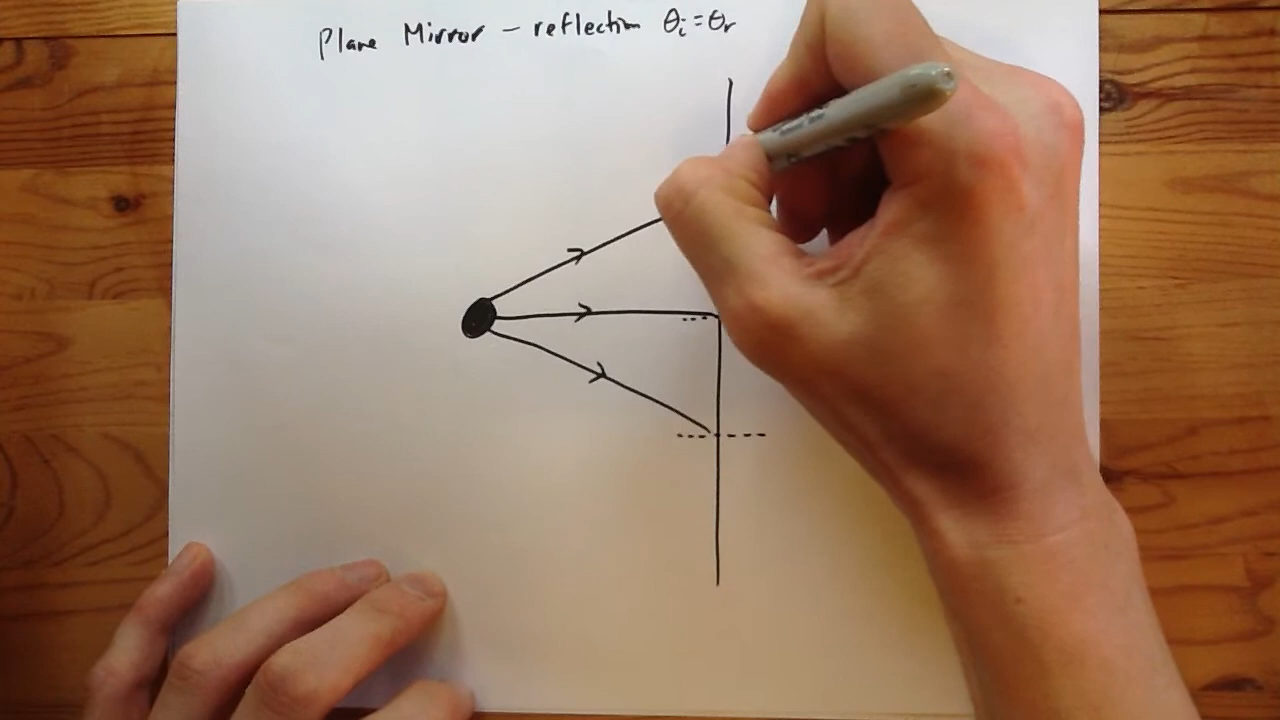 Plane Mirror – reflection θi = θr